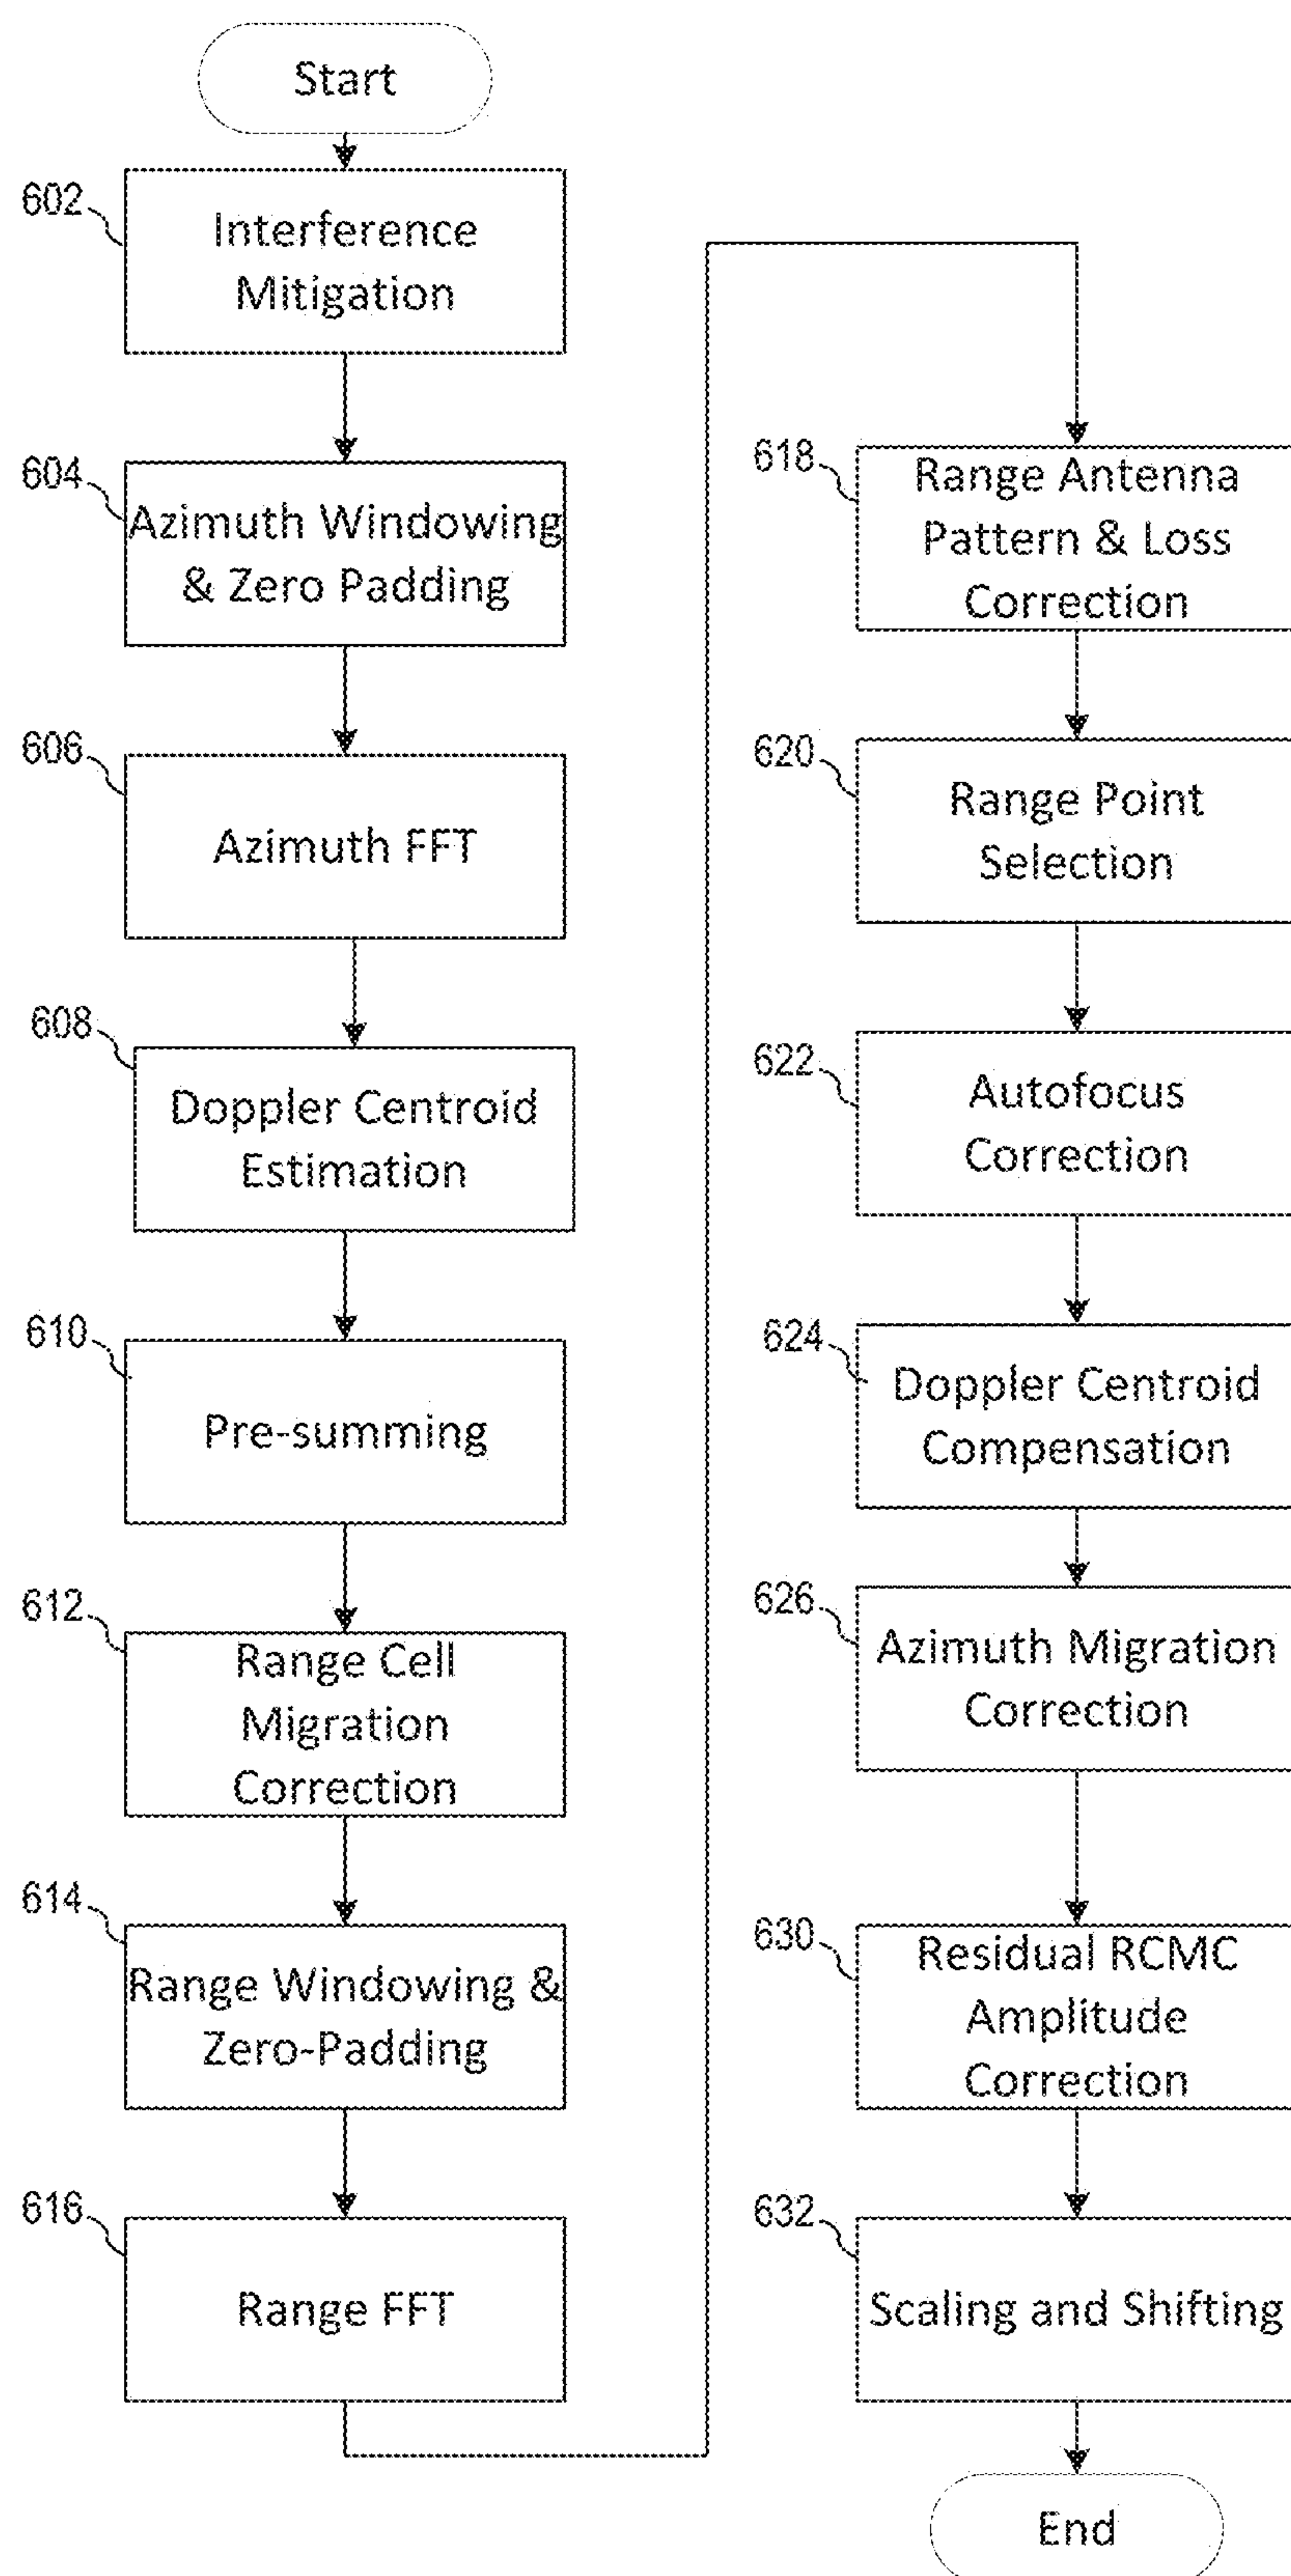 Start
602
Interference
Mitigation
604
Azimuth Windowing
& Zero Padding
606
Azimuth FFT
608
Doppler Centroid
Estimation
610
Pre-summing
612
Range Cell
Migration
Correction
614
Range Windowing &
Zero-Padding
616
Range FFT
618
Range Antenna
Pattern & Loss
Correction
620
Range Point
Selection
622
Autofocus
Correction
624
Doppler Centroid
Compensation
626
Azimuth Migration
Correction
630
Residual RCMC
Amplitude
Correction
632
Scaling and Shifting
End